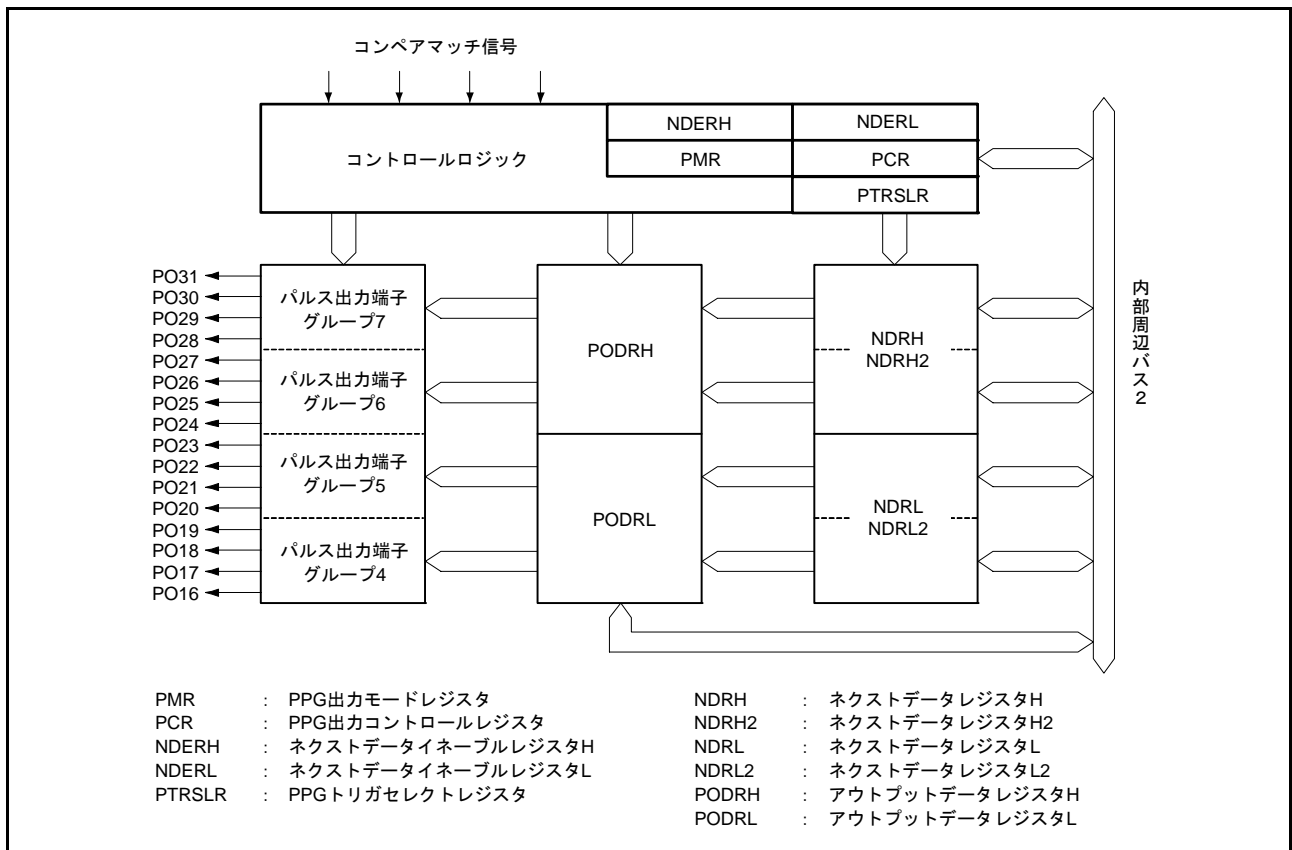 コンペアマッチ信号
NDERH NDERL
コントロールロジック PMR PCR
PTRSLR
PO31
PO30
PO29
PO28
PO27
PO26
PO25
PO24
PO23
PO22
PO21
PO20
PO19
PO18
PO17
PO16
パルス出力端子
グループ7
パルス出力端子
グループ6
パルス出力端子
グループ5
パルス出力端子
グループ4
PODRH
PODRL
NDRH
NDRH2
NDRL
NDRL2
内部周辺バス2
PMR : PPG出力モードレジスタ
PCR : PPG出力コントロールレジスタ
NDERH : ネクストデータイネーブルレジスタH
NDERL : ネクストデータイネーブルレジスタL
PTRSLR : PPGトリガセレクトレジスタ
NDRH : ネクストデータレジスタH
NDRH2 : ネクストデータレジスタH2
NDRL : ネクストデータレジスタL
NDRL2 : ネクストデータレジスタL2
PODRH : アウトプットデータレジスタH
PODRL : アウトプットデータレジスタL